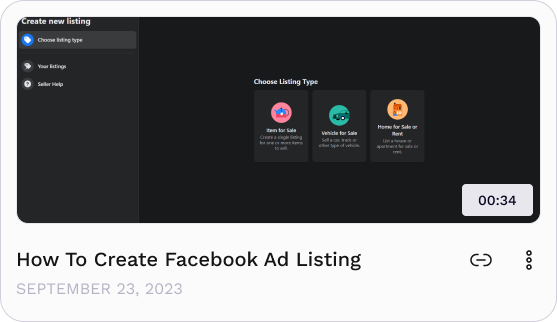 Create new listing
Choose listing type
Your listings
Seller Help
Choose Listing Type
Item for Sale
Create a single listing
for one or more items
to sell.
Vehicle for Sale
Sell a car, truck or
other type of vehicle.
Home for Sale or
Rent
List a house or
apartment for sale or
rent.
00:34
How To Create Facebook Ad Listing
SEPTEMBER 23, 2023